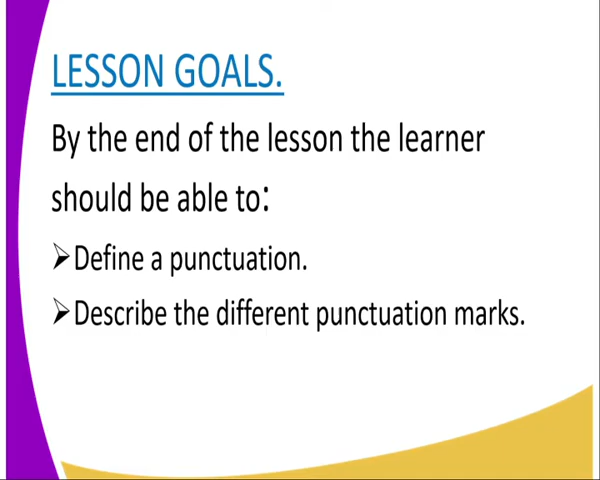 LESSON GOALS.
By the end of the lesson the learner
should be able to:
➢Define a punctuation.
➢Describe the different punctuation marks.